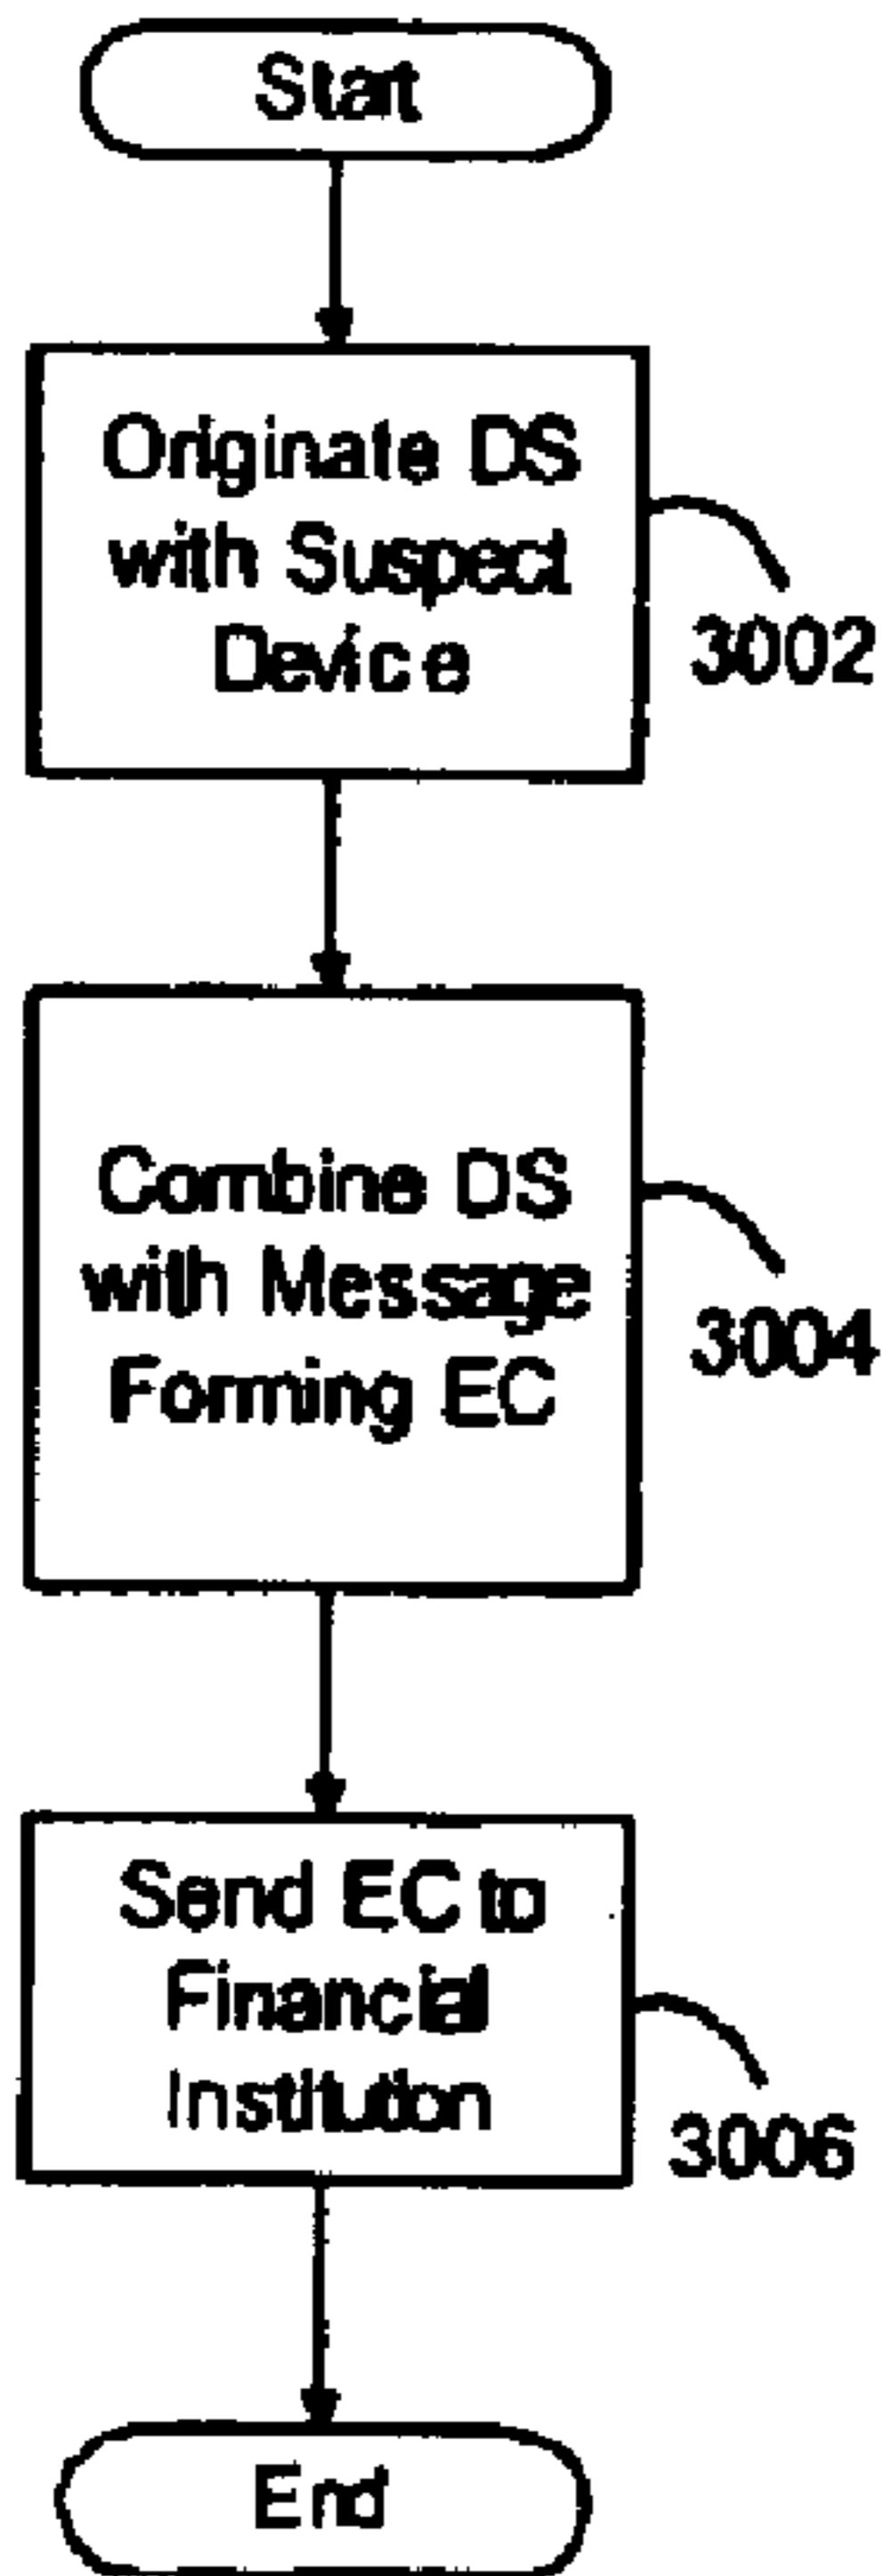 Start
Originate DS
with Suspect
Device
3002
Combine DS
with Message
Forming EC
3004
Send EC to
Financial
Institution
3006
End